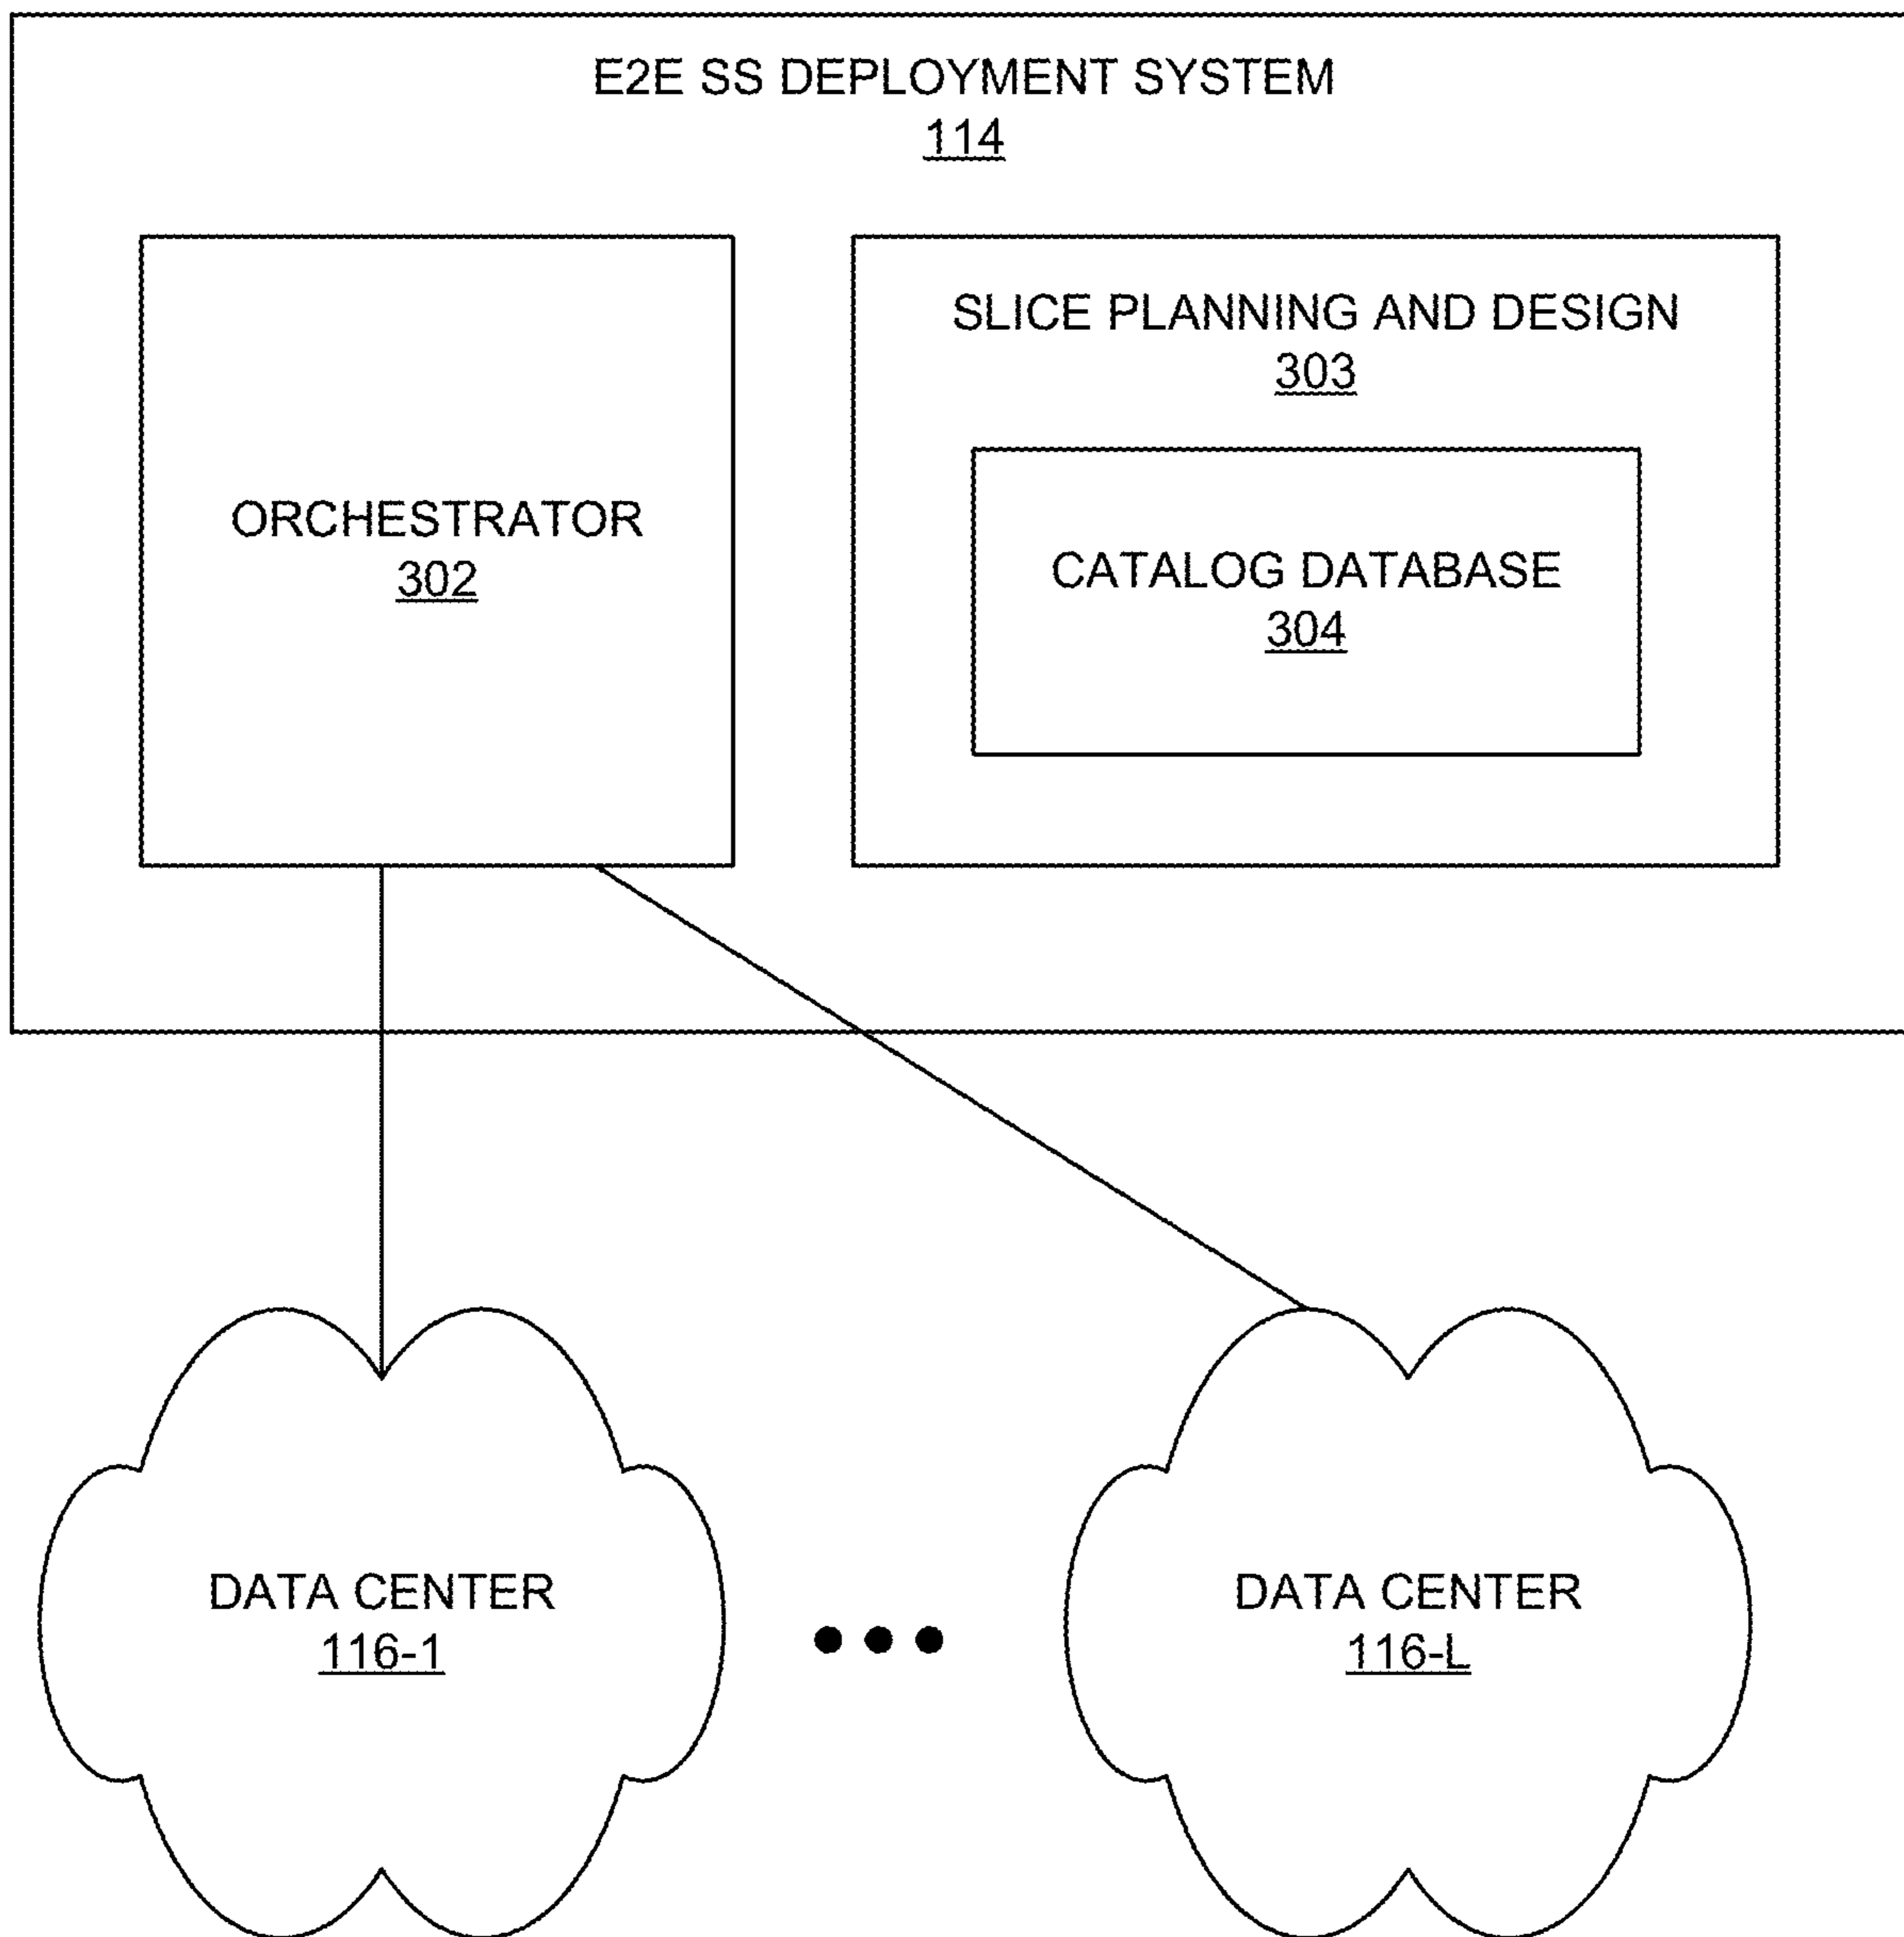 E2E SS DEPLOYMENT SYSTEM
114
ORCHESTRATOR
302
SLICE PLANNING AND DESIGN
303
CATALOG DATABASE
304
DATA CENTER
116-1
DATA CENTER
116-L